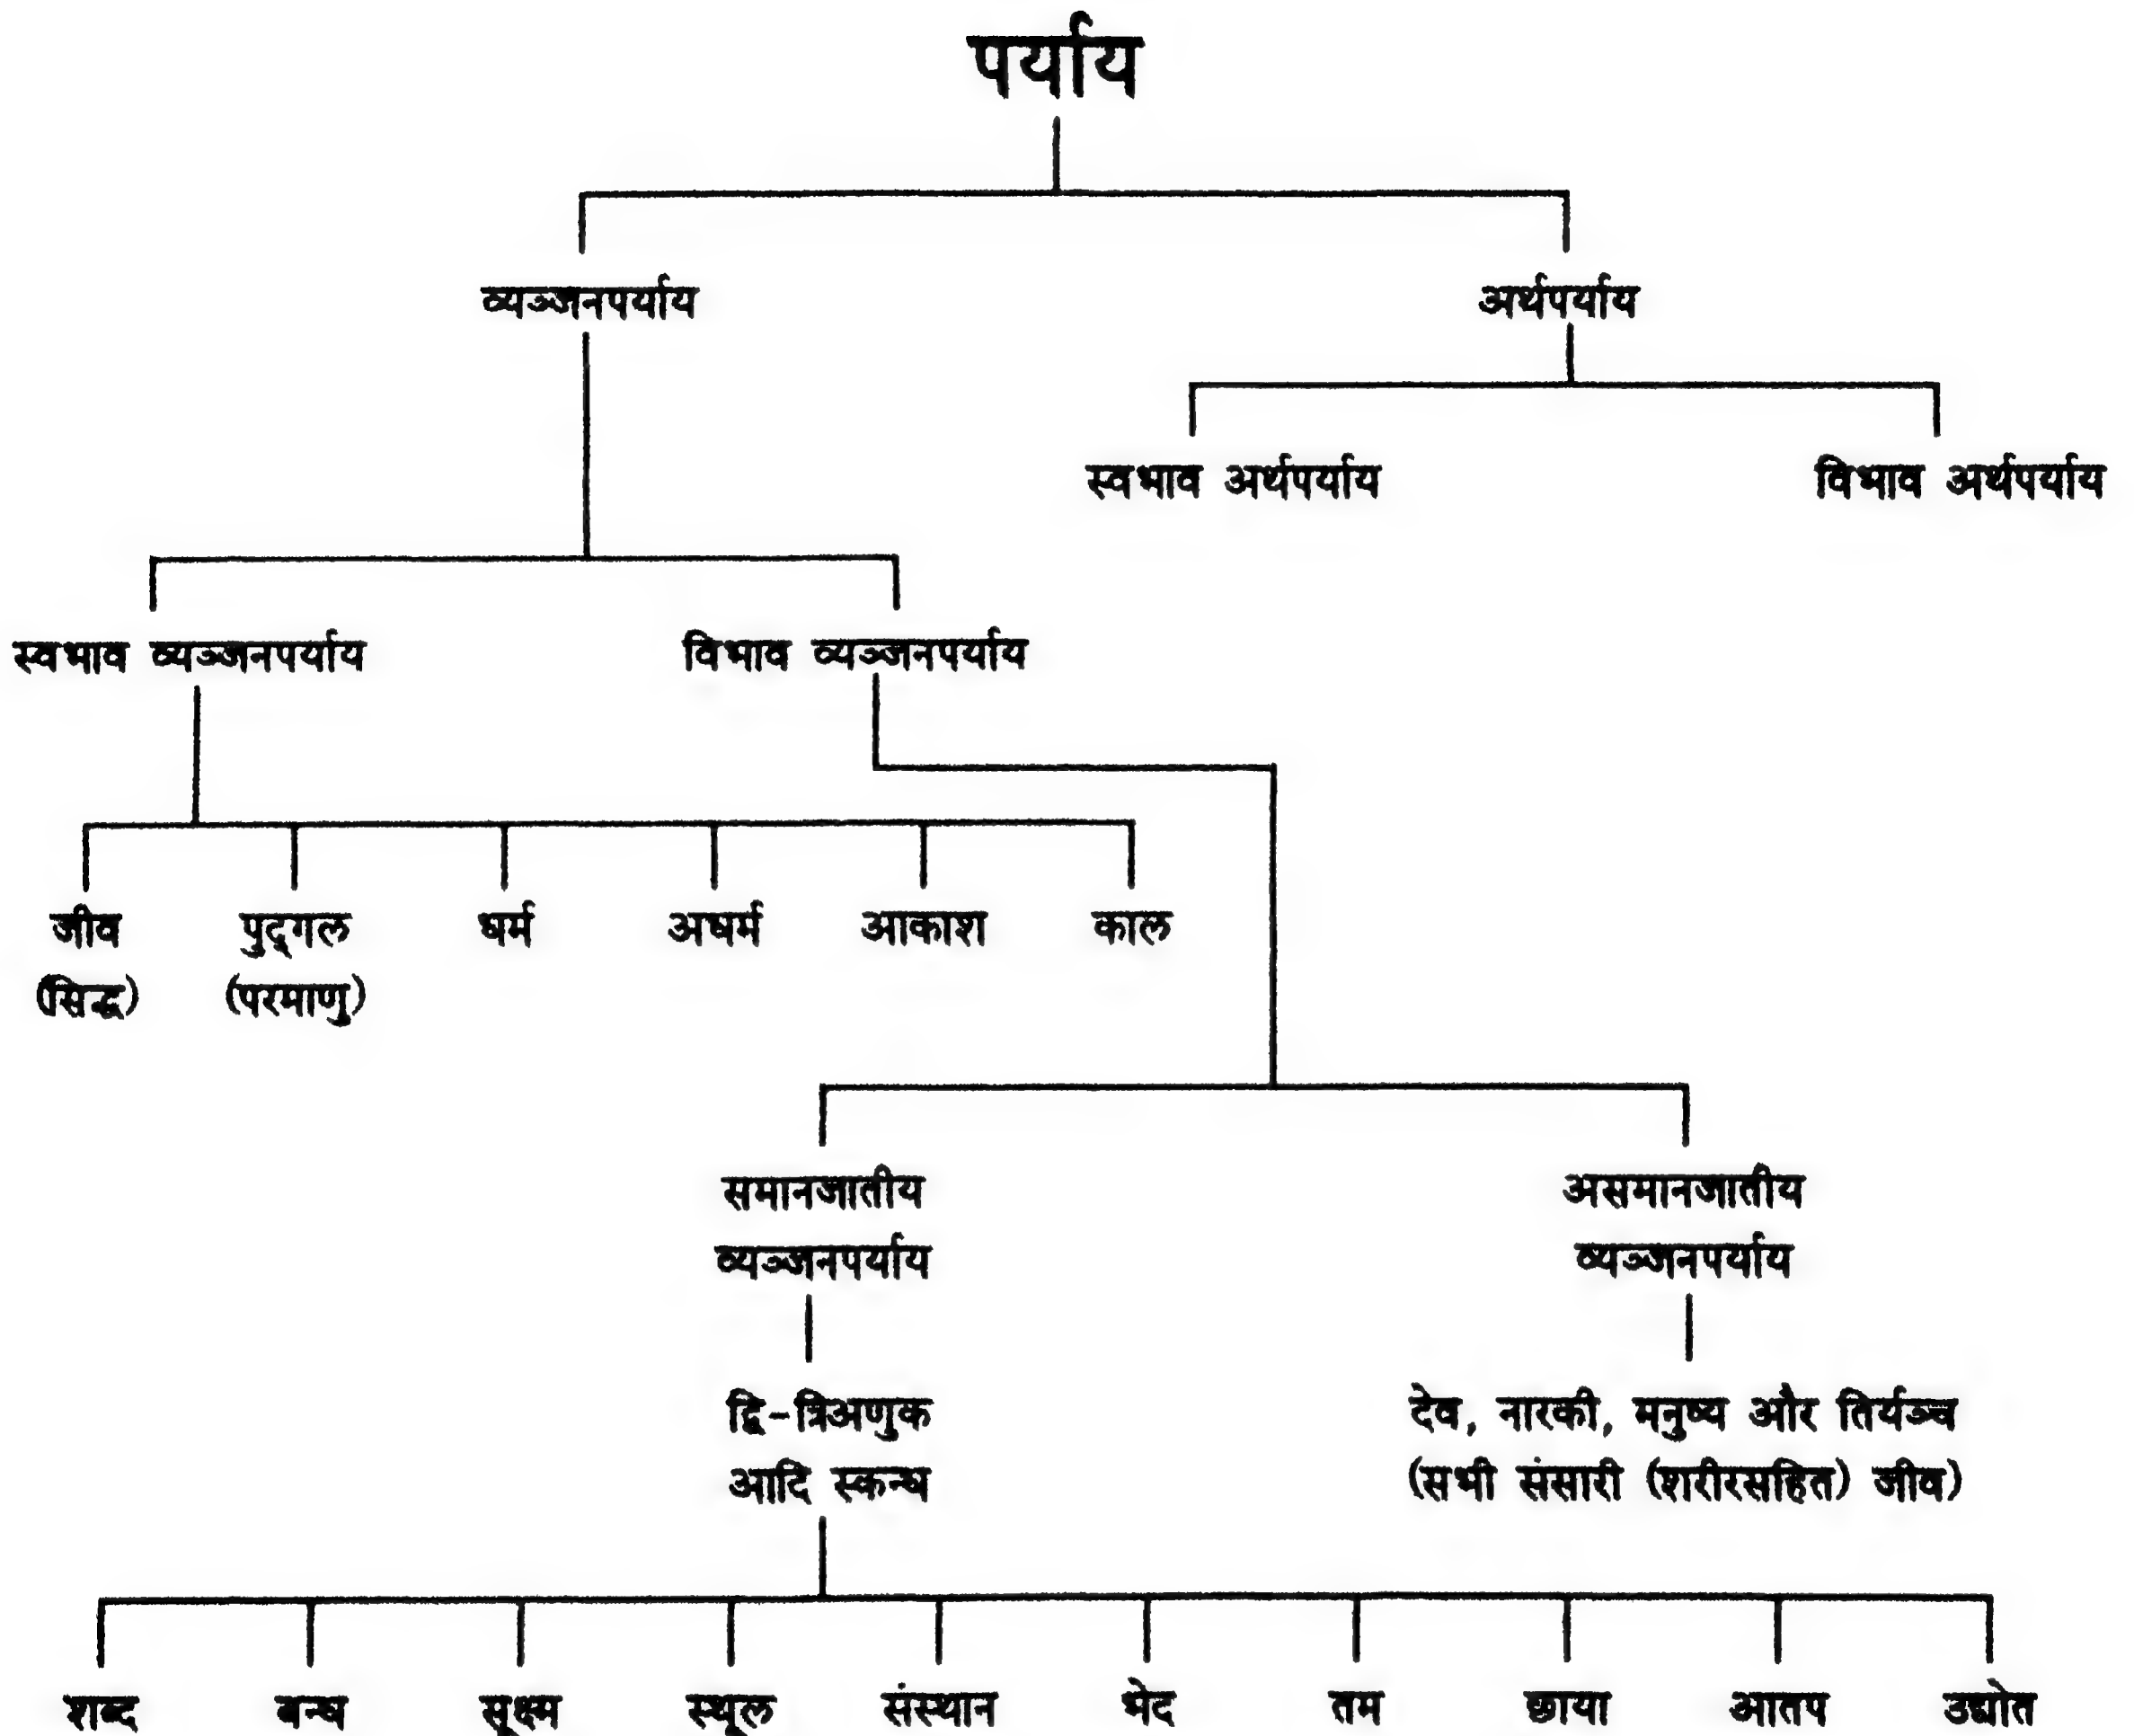 पर्याय
व्यञ्जनपर्याय अर्थपर्याय
स्वभाव अर्थपर्याय विभाव अर्थपर्याय
स्वभाव व्यञ्जनपर्याय विभाव व्यञ्जनपर्याय
जीव पुद्गल धर्म अधर्म आकाश काल
(सिद्ध) (परमाणु)
समानजातीय असमानजातीय
व्यञ्जनपर्याय व्यञ्जनपर्याय
द्वि-त्रिअणुक देव, नारकी, मनुष्य और तिर्यञ्च
आदि स्कन्ध (सभी संसारी (शरीरसहित) जीव)
शब्द बन्ध सूक्ष्म स्थूल संस्थान भेद तम छाया आतप उद्योत